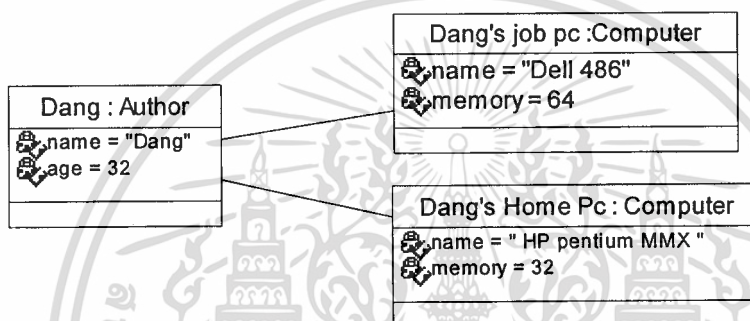 Dang's job pc :Computer
name = "Dell 486"
memory = 64
Dang : Author
name = "Dang"
age = 32
Dang's Home Pc : Computer
name = " HP pentium MMX "
memory = 32